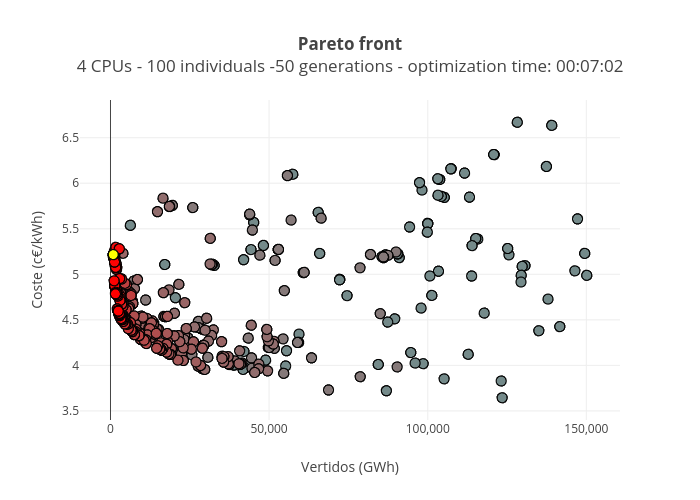 Pareto front
4 CPUs - 100 individuals -50 generations - optimization time: 00:07:02
6.5
6
5.5
5
4.5
4
3.5
Coste (c€/kWh)
0
50,000
100,000
150,000
Vertidos (GWh)